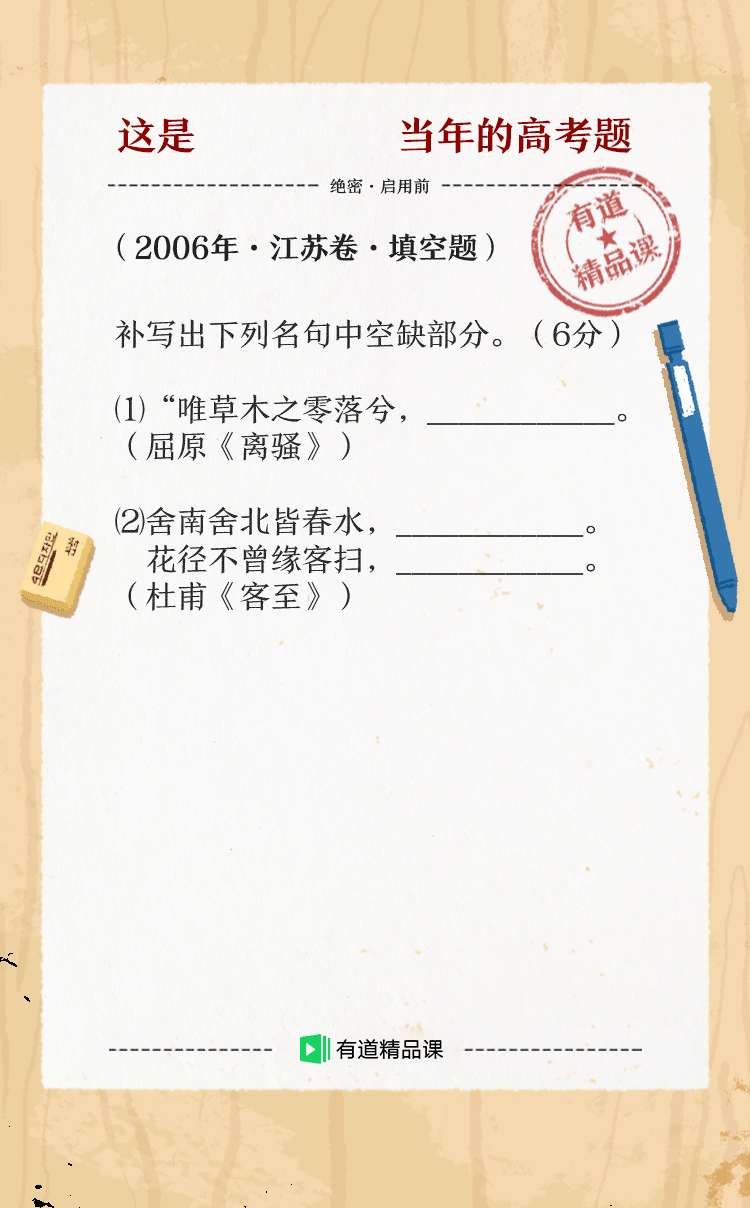 这是 当年的高考题
绝密·启用前
有道
精品课
（2006年·江苏卷·填空题）
补写出下列名句中空缺部分。（6分）
⑴“唯草木之零落兮，____________。
（屈原《离骚》）
⑵舍南舍北皆春水，____________。
花径不曾缘客扫，____________。
（杜甫《客至》）
有道精品课